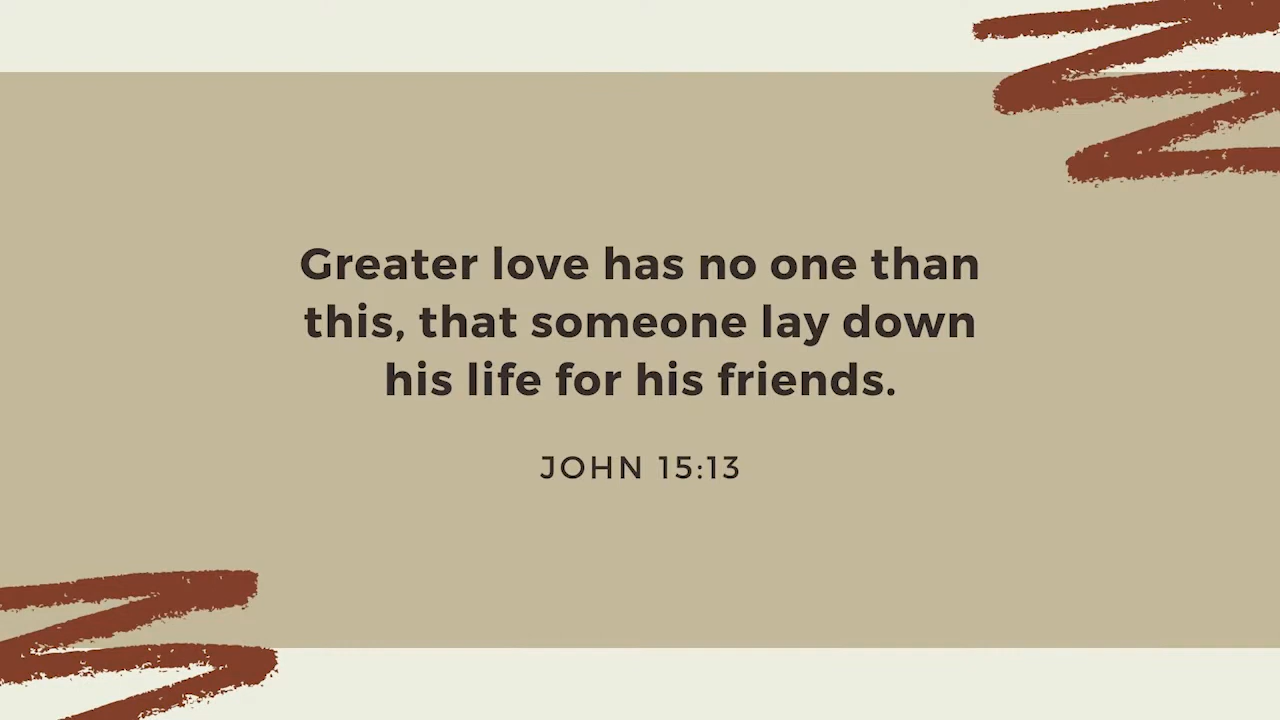 Greater love has no one than
this, that someone lay down
his life for his friends.
JOHN 15:13